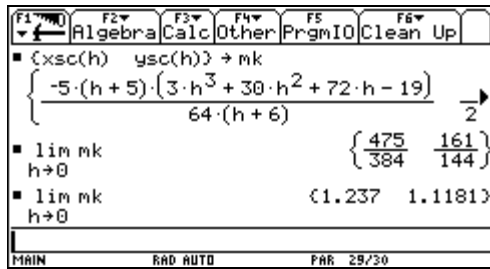 F1 F2 F3 F4 F5 F6
Algebra Calc Other PrgmIO Clean Up
▪ {xsc(h) ysc(h)} → mk
{ -5·(h + 5)·(3·h³ + 30·h² + 72·h - 19) / 64·(h + 6) 2
▪ lim mk h→0 {475/384 161/144}
▪ lim mk h→0 {1.237 1.1181}
MAIN RAD AUTO PAR 29/30